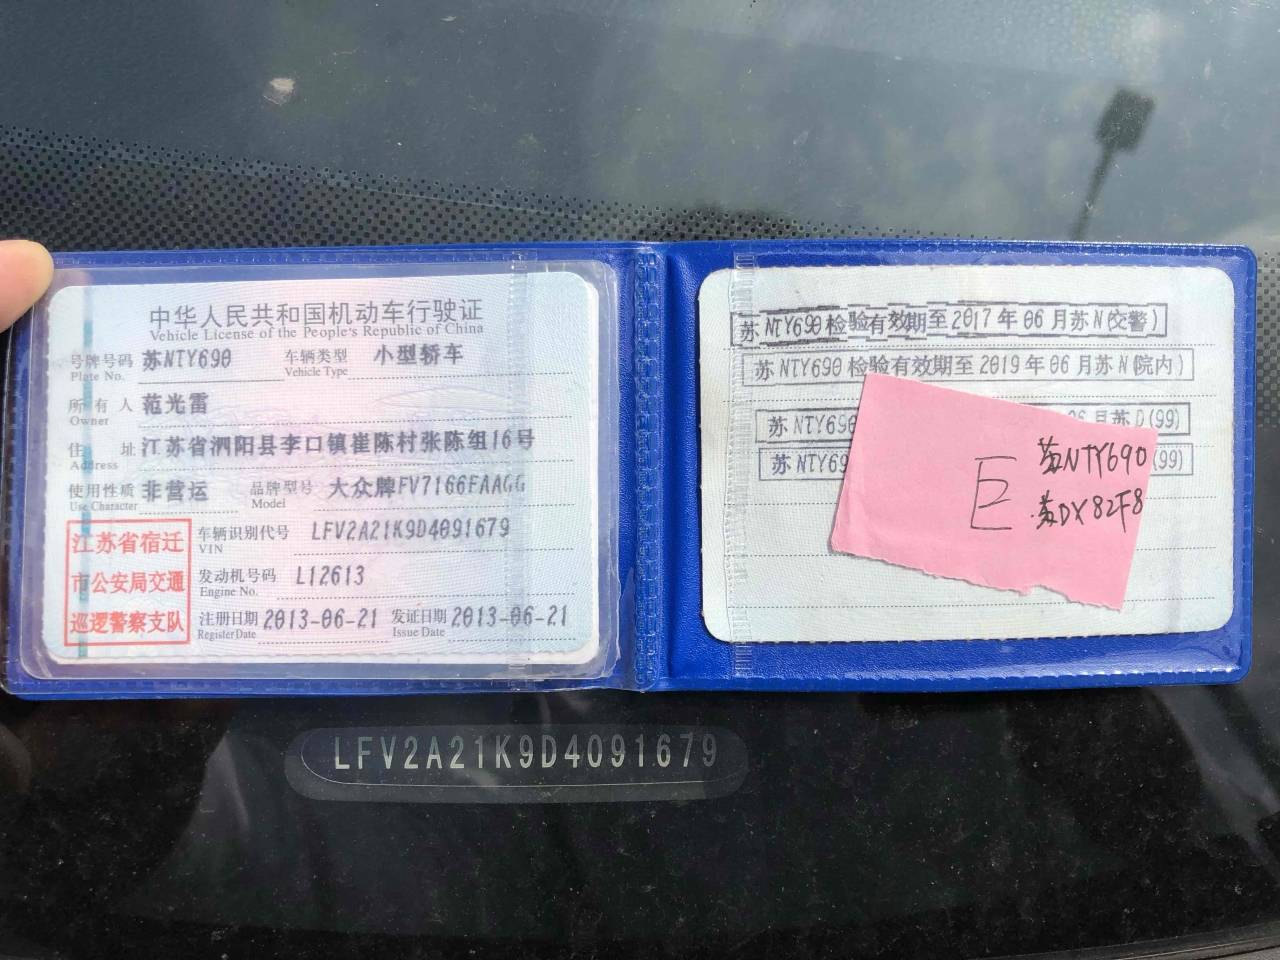 中华人民共和国机动车行驶证
Vehicle License of the People's Republic of China
号牌号码 苏NTY690 车辆类型 小型轿车
Plate No. Vehicle Type
所有人 范光雷
Owner
住址 江苏省泗阳县李口镇崔陈村张陈组16号
Address
使用性质 非营运 品牌型号 大众牌FV7166FAAGG
Use Character Model
江苏省宿迁
市公安局交通
巡逻警察支队
车辆识别代号 LFV2A21K9D4091679
VIN
发动机号码 L12613
Engine No.
注册日期 2013-06-21 发证日期 2013-06-21
Register Date Issue Date
苏NTY690检验有效期至2017年06月苏N(交警)
苏NTY690检验有效期至2019年06月苏N(院内)
苏NTY690 06月苏D(99)
苏NTY69 (99)
苏NTY690
苏DX82F8
LFV2A21K9D4091679